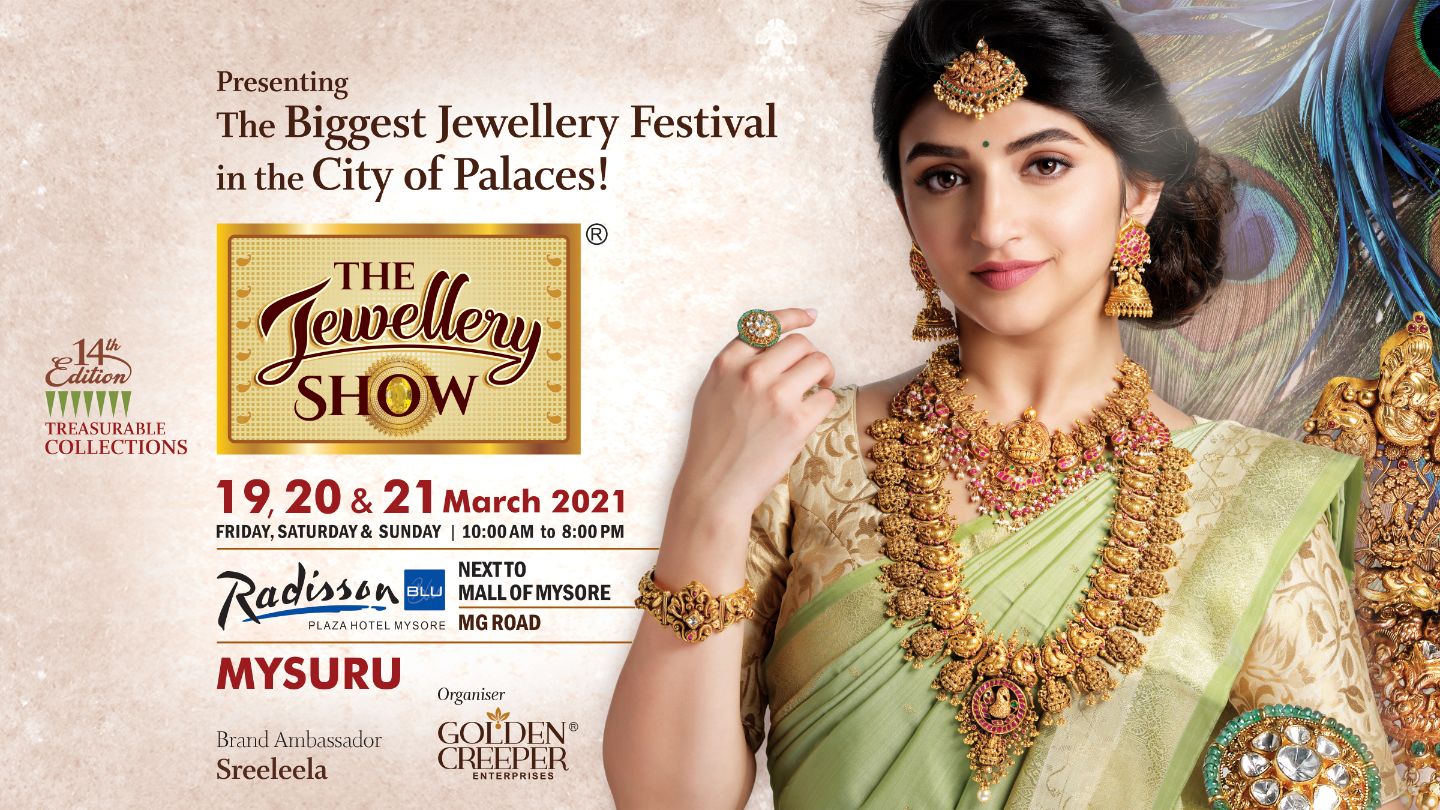 Presenting
The Biggest Jewellery Festival
in the City of Palaces!
THE
Jewellery
SHOW
®
14th
Edition
TREASURABLE
COLLECTIONS
19, 20 & 21 March 2021
FRIDAY, SATURDAY & SUNDAY | 10:00 AM to 8:00 PM
Radisson BLU
PLAZA HOTEL MYSORE
NEXT TO
MALL OF MYSORE
MG ROAD
MYSURU
Brand Ambassador
Sreeleela
Organiser
GOLDEN®
CREEPER
ENTERPRISES